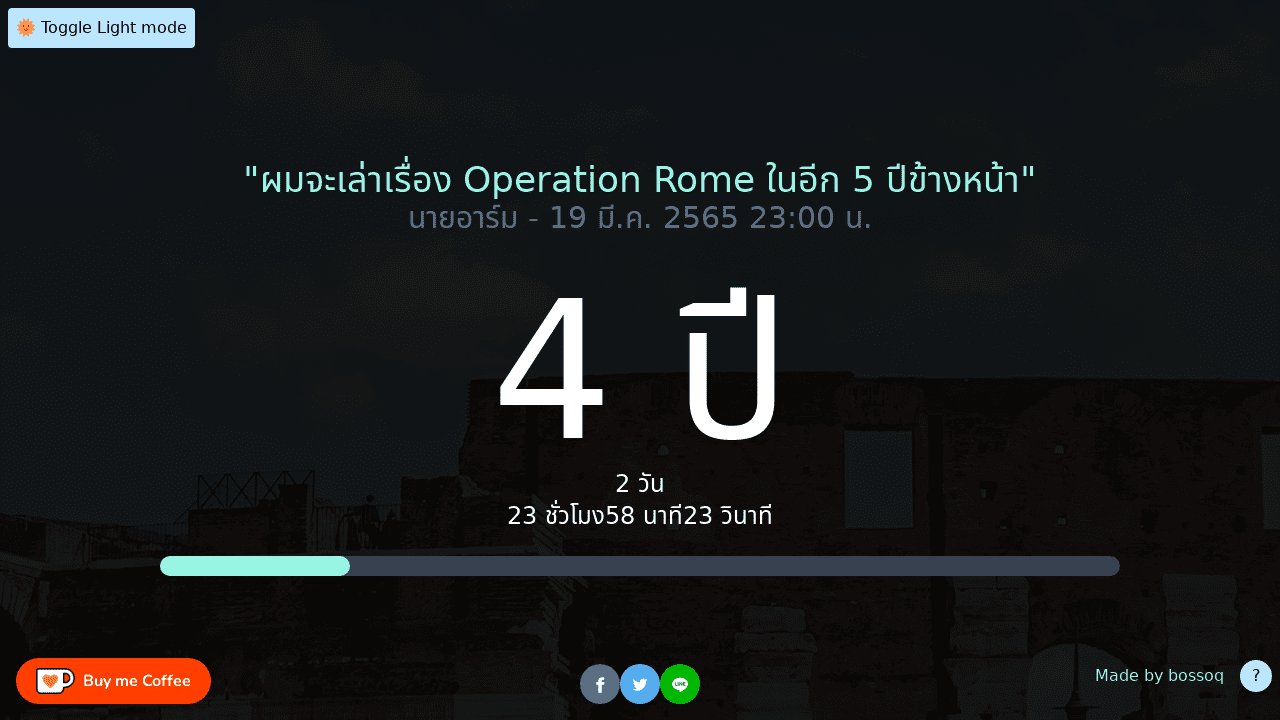 🌞 Toggle Light mode
"ผมจะเล่าเรื่อง Operation Rome ในอีก 5 ปีข้างหน้า"
นายอาร์ม - 19 มี.ค. 2565 23:00 น.
4 ปี
2 วัน
23 ชั่วโมง58 นาที23 วินาที
Buy me Coffee
LINE
Made by bossoq
?